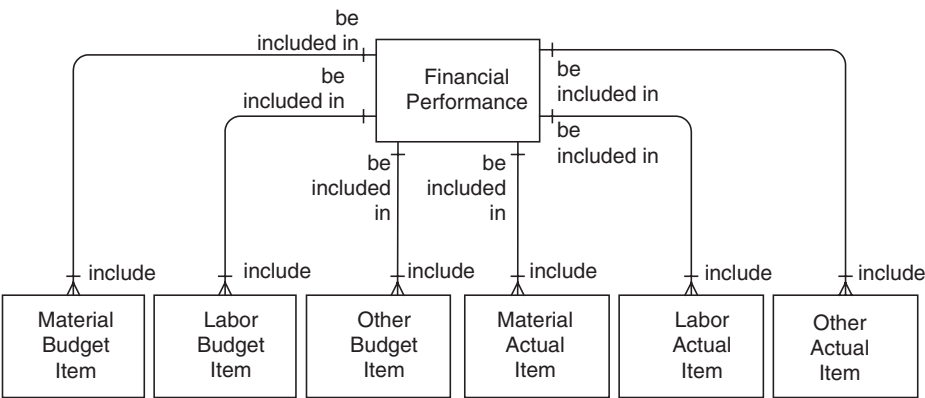 be
included in
be
included in
Financial
Performance
be
included in
be
included in
be
included
in
be
included
in
include
include
include
include
include
include
Material
Budget
Item
Labor
Budget
Item
Other
Budget
Item
Material
Actual
Item
Labor
Actual
Item
Other
Actual
Item